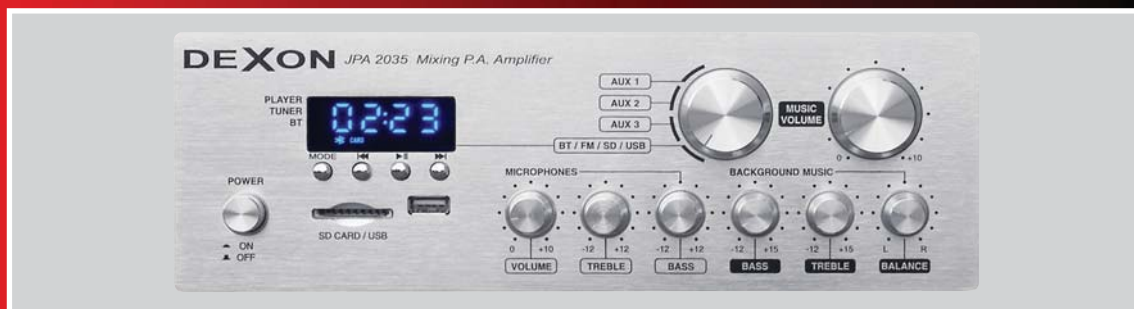 DEXON JPA 2035 Mixing P.A. Amplifier
PLAYER
TUNER
BT
02:23
CARD
MODE
POWER
ON
OFF
SD CARD / USB
AUX 1
AUX 2
AUX 3
BT / FM / SD / USB
MUSIC
VOLUME
0 +10
MICROPHONES
BACKGROUND MUSIC
0 +10 -12 +12 -12 +12 -12 +15 -12 +15 L R
VOLUME TREBLE BASS BASS TREBLE BALANCE